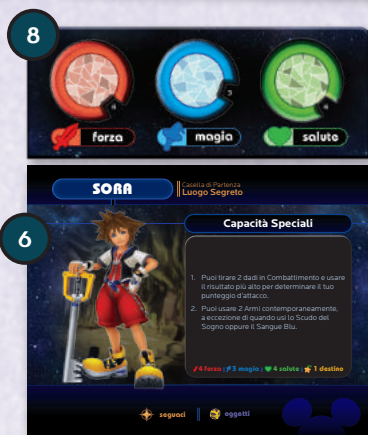 8
4
3
4
forza
magia
salute
SORA
Casella di Partenza
Luogo Segreto
6
Capacità Speciali
1. Puoi tirare 2 dadi in Combattimento e usare
il risultato più alto per determinare il tuo
punteggio d'attacco.
2. Puoi usare 2 Armi contemporaneamente,
a eccezione di quando usi lo Scudo del
Sogno oppure il Sangue Blu.
4 forza | 3 magia | 4 salute | 1 destino
seguaci
oggetti